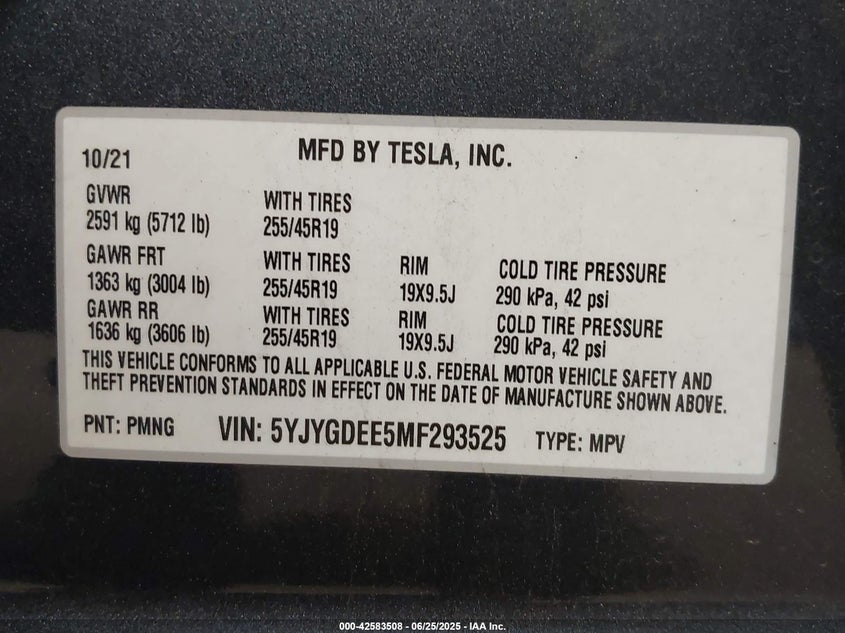 10/21 MFD BY TESLA, INC.
GVWR
2591 kg (5712 lb)
WITH TIRES
255/45R19
GAWR FRT WITH TIRES RIM COLD TIRE PRESSURE
1363 kg (3004 lb) 255/45R19 19X9.5J 290 kPa, 42 psi
GAWR RR WITH TIRES RIM COLD TIRE PRESSURE
1636 kg (3606 lb) 255/45R19 19X9.5J 290 kPa, 42 psi
THIS VEHICLE CONFORMS TO ALL APPLICABLE U.S. FEDERAL MOTOR VEHICLE SAFETY AND
THEFT PREVENTION STANDARDS IN EFFECT ON THE DATE OF MANUFACTURE SHOWN ABOVE.
PNT: PMNG VIN: 5YJYGDEE5MF293525 TYPE: MPV
000-42583508 - 06/25/2025 - IAA Inc.